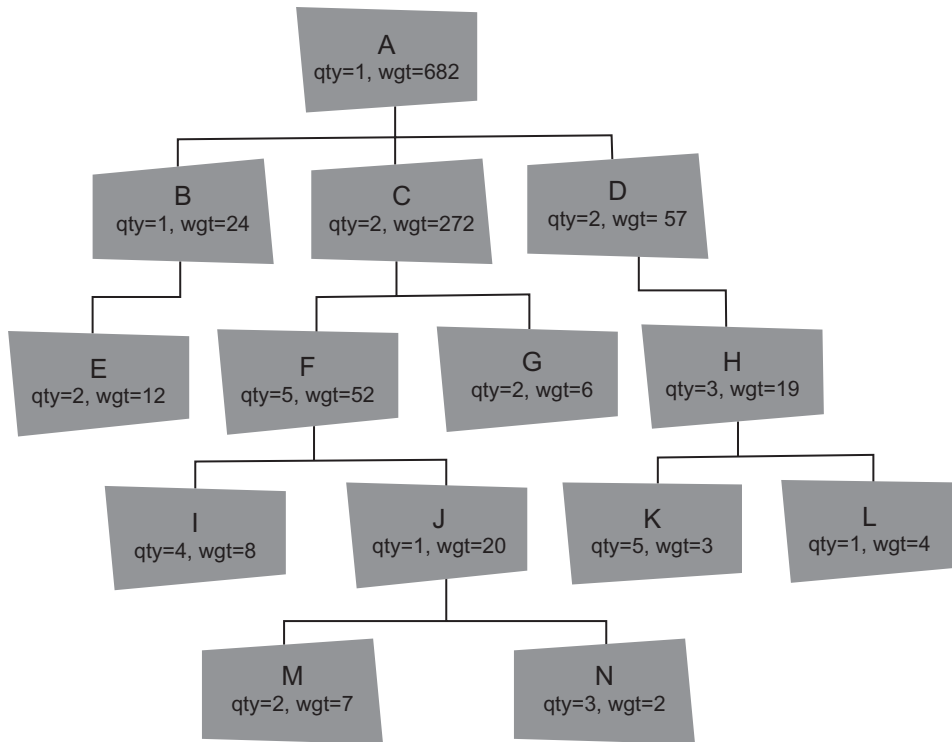 A
qty=1, wgt=682
B
qty=1, wgt=24
C
qty=2, wgt=272
D
qty=2, wgt= 57
E
qty=2, wgt=12
F
qty=5, wgt=52
G
qty=2, wgt=6
H
qty=3, wgt=19
I
qty=4, wgt=8
J
qty=1, wgt=20
K
qty=5, wgt=3
L
qty=1, wgt=4
M
qty=2, wgt=7
N
qty=3, wgt=2